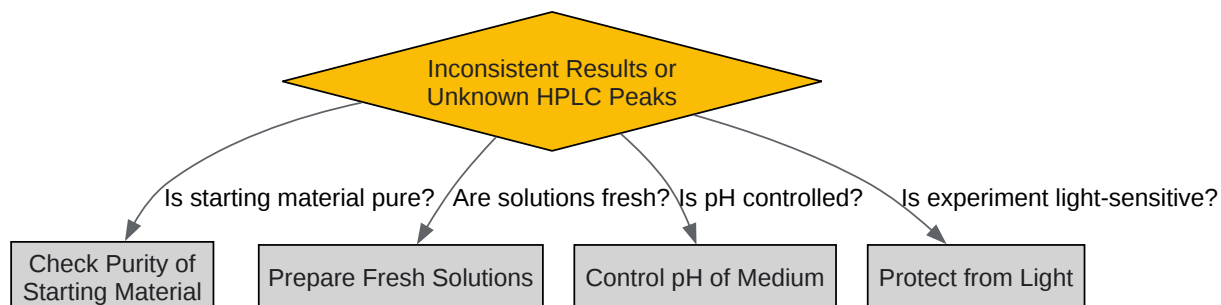 Inconsistent Results or
Unknown HPLC Peaks
Is starting material pure?
Are solutions fresh?
Is pH controlled?
Is experiment light-sensitive?
Check Purity of
Starting Material
Prepare Fresh Solutions
Control pH of Medium
Protect from Light